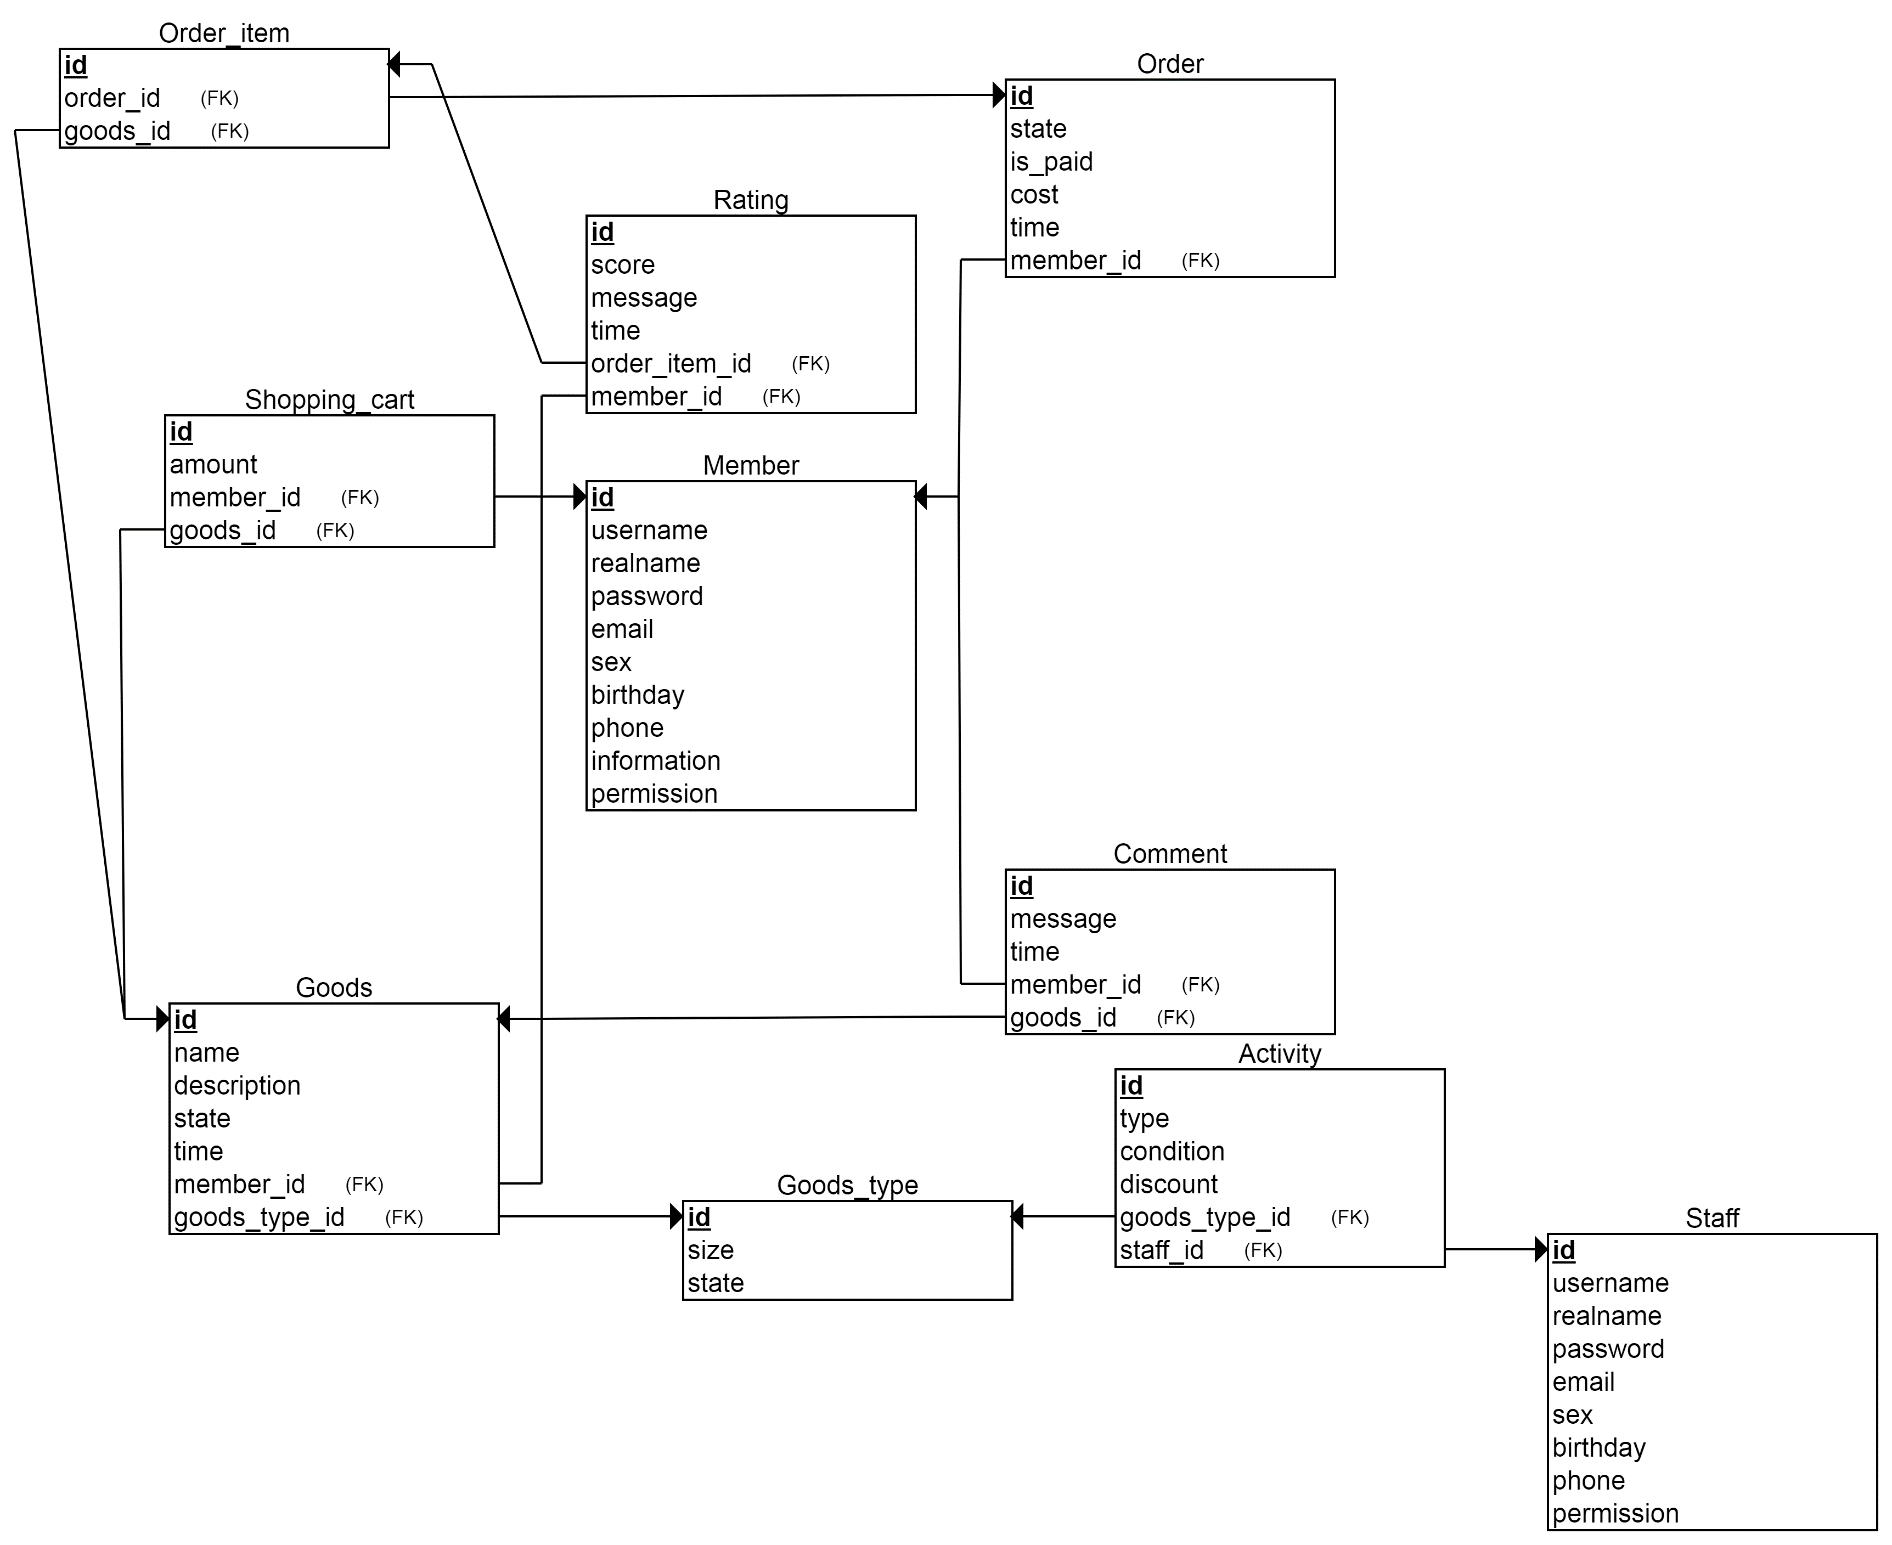 Order_item
id
order_id (FK)
goods_id (FK)
Order
id
state
is_paid
cost
time
member_id (FK)
Rating
id
score
message
time
order_item_id (FK)
member_id (FK)
Shopping_cart
id
amount
member_id (FK)
goods_id (FK)
Member
id
username
realname
password
email
sex
birthday
phone
information
permission
Comment
id
message
time
member_id (FK)
goods_id (FK)
Goods
id
name
description
state
time
member_id (FK)
goods_type_id (FK)
Activity
id
type
condition
discount
goods_type_id (FK)
staff_id (FK)
Goods_type
id
size
state
Staff
id
username
realname
password
email
sex
birthday
phone
permission